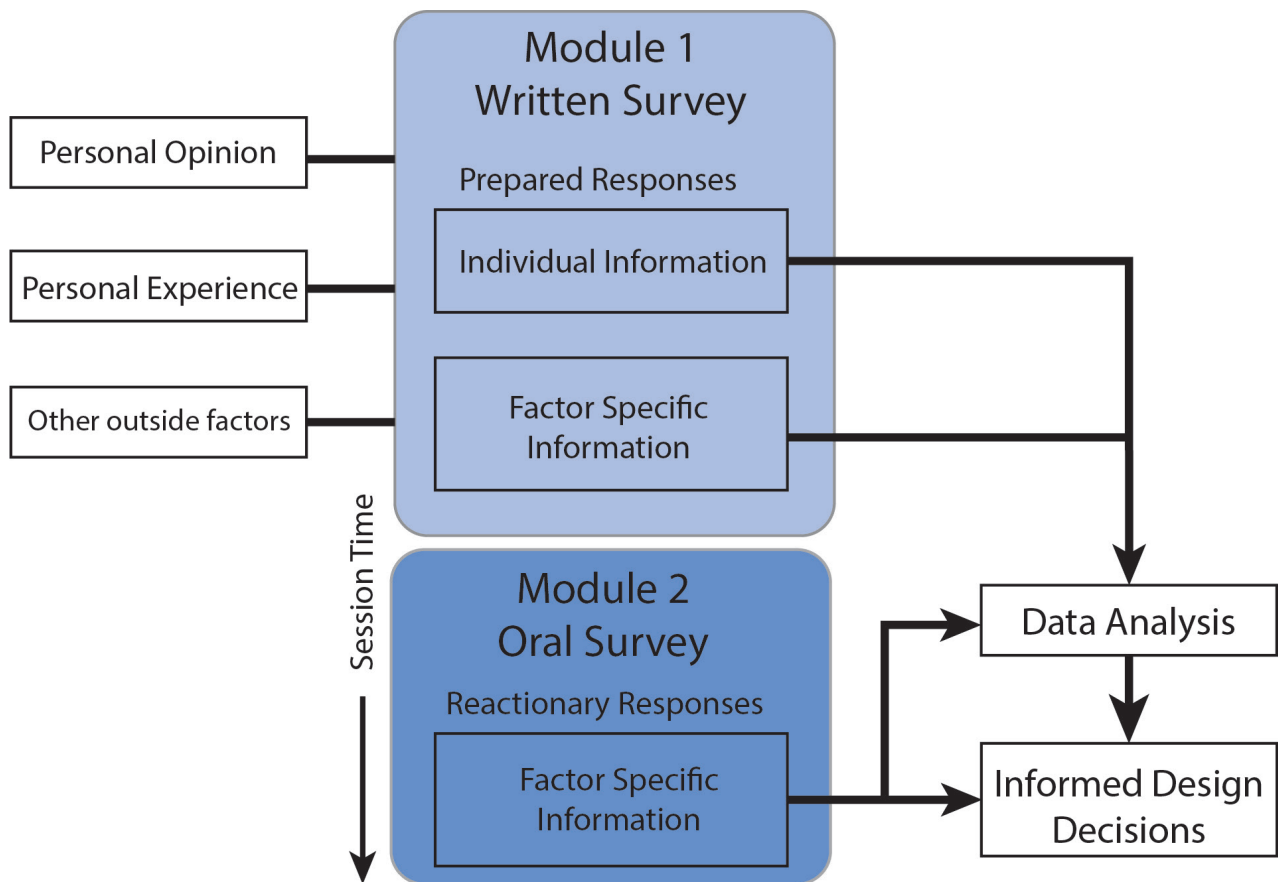 Module 1
Written Survey
Personal Opinion
Prepared Responses
Individual Information
Personal Experience
Factor Specific
Information
Other outside factors
Session Time
Module 2
Oral Survey
Reactionary Responses
Factor Specific
Information
Data Analysis
Informed Design
Decisions